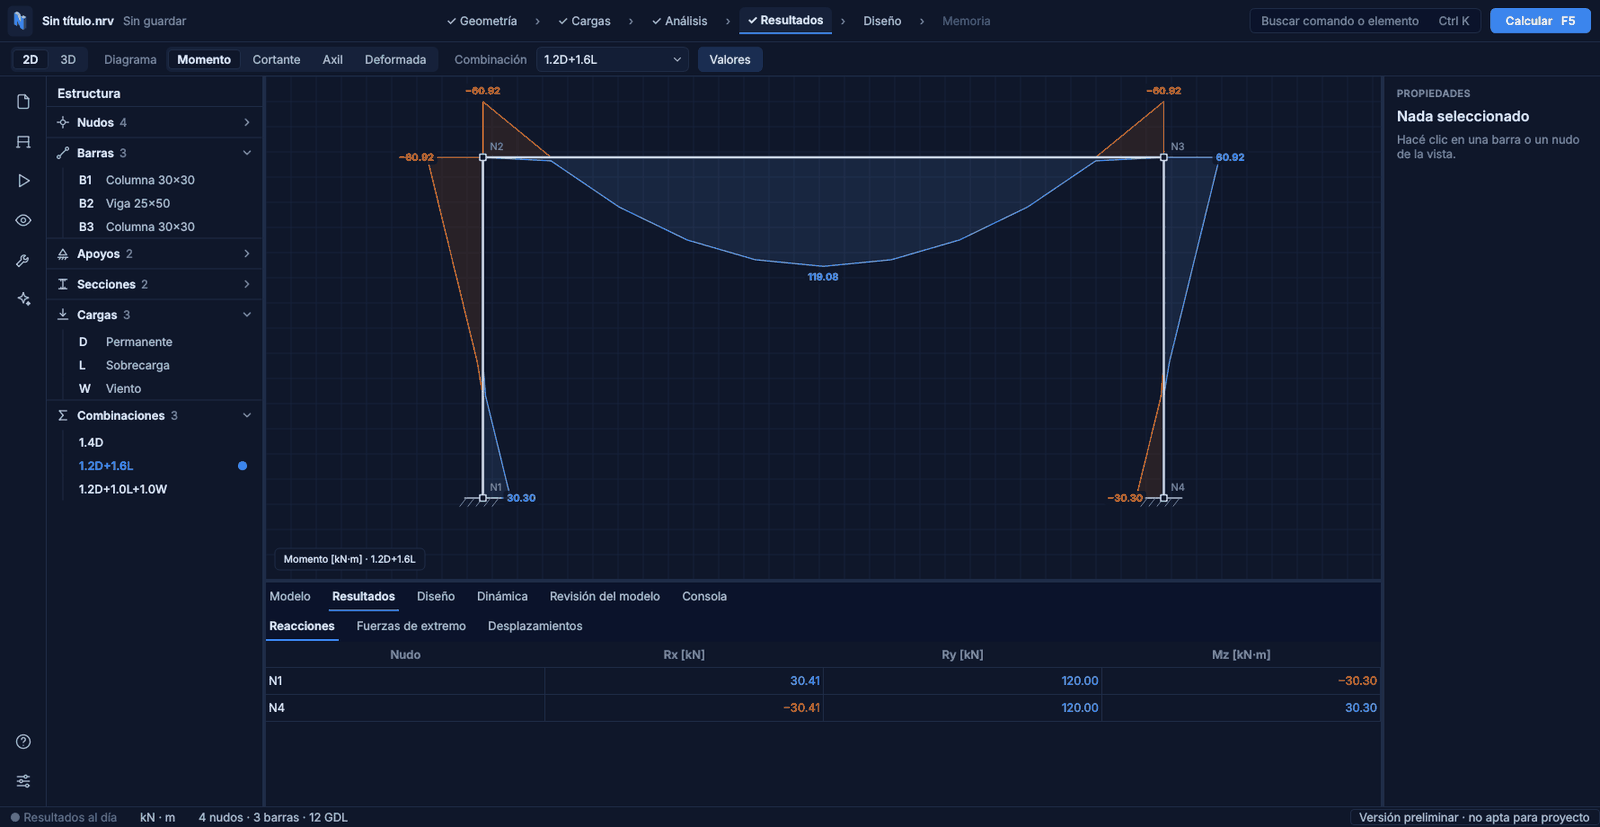 Sin título.nrv Sin guardar
✓ Geometría › ✓ Cargas › ✓ Análisis › ✓ Resultados › Diseño › Memoria
Buscar comando o elemento Ctrl K
Calcular F5
2D 3D Diagrama Momento Cortante Axil Deformada Combinación 1.2D+1.6L Valores
Estructura
Nudos 4
Barras 3
B1 Columna 30×30
B2 Viga 25×50
B3 Columna 30×30
Apoyos 2
Secciones 2
Cargas 3
D Permanente
L Sobrecarga
W Viento
Combinaciones 3
1.4D
1.2D+1.6L
1.2D+1.0L+1.0W
−60.92
−60.92
N2
N3
−60.92
60.92
119.08
N1
30.30
−30.30
N4
Momento [kN·m] · 1.2D+1.6L
PROPIEDADES
Nada seleccionado
Hacé clic en una barra o un nudo
de la vista.
Modelo Resultados Diseño Dinámica Revisión del modelo Consola
Reacciones Fuerzas de extremo Desplazamientos
Nudo Rx [kN] Ry [kN] Mz [kN·m]
N1 30.41 120.00 −30.30
N4 −30.41 120.00 30.30
Resultados al día kN · m 4 nudos · 3 barras · 12 GDL
Versión preliminar · no apta para proyecto